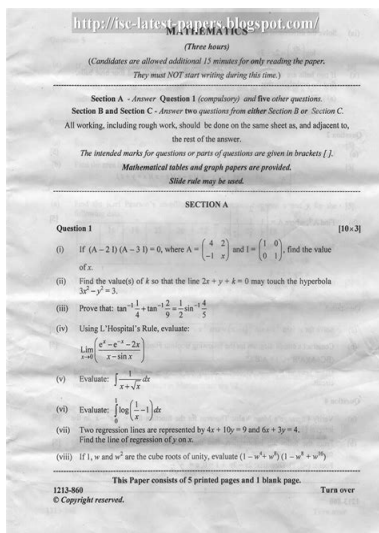 http://isc-latest-papers.blogspot.com/
MATHEMATICS
(Three hours)
(Candidates are allowed additional 15 minutes for only reading the paper.
They must NOT start writing during this time.)
Section A - Answer Question 1 (compulsory) and five other questions.
Section B and Section C - Answer two questions from either Section B or Section C.
All working, including rough work, should be done on the same sheet as, and adjacent to,
the rest of the answer.
The intended marks for questions or parts of questions are given in brackets [ ].
Mathematical tables and graph papers are provided.
Slide rule may be used.
SECTION A
Question 1 [10×3]
(i) If (A – 2 I) (A – 3 I) = 0, where A = (4 2
–1 x) and I = (1 0
0 1), find the value
of x.
(ii) Find the value(s) of k so that the line 2x + y + k = 0 may touch the hyperbola
3x² – y² = 3.
(iii) Prove that: tan⁻¹ 1/4 + tan⁻¹ 2/9 = 1/2 sin⁻¹ 4/5
(iv) Using L'Hospital's Rule, evaluate:
Lim x→0 ((eˣ – e⁻ˣ – 2x)/(x – sin x))
(v) Evaluate: ∫ 1/(x + √x) dx
(vi) Evaluate: ∫₀¹ log(1/x – 1) dx
(vii) Two regression lines are represented by 4x + 10y = 9 and 6x + 3y = 4.
Find the line of regression of y on x.
(viii) If 1, w and w² are the cube roots of unity, evaluate (1 – w⁴ + w⁸) (1 – w⁸ + w¹⁶)
This Paper consists of 5 printed pages and 1 blank page.
1213-860 Turn over
© Copyright reserved.